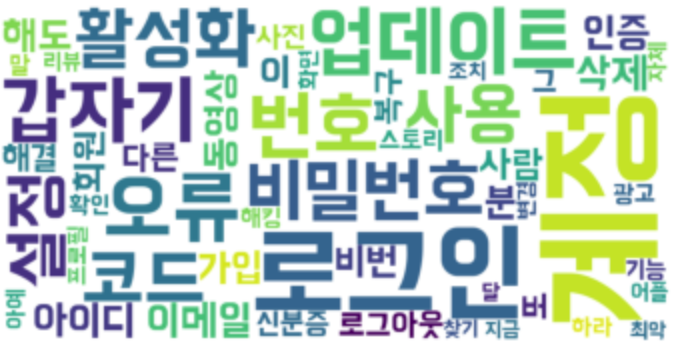 해도
활성화
사진
업데이트
인증
말
리뷰
이
화면
조치
그
삭제
자체
갑자기
동영상
번호
복구
사용
스토리
계정
해결
회원
다른
사람
설정
확인
오류
비밀번호
분
변경
광고
프로필
해킹
코드
가입
로그인
비번
기능
달
버
어플
아예
아이디
이메일
신분증
로그아웃
찾기
지금
하라
최악